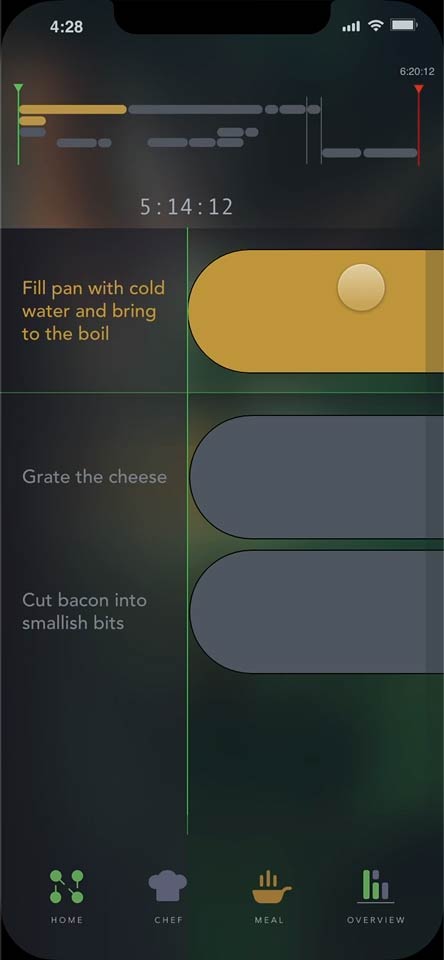 4:28
6:20:12
5:14:12
Fill pan with cold
water and bring
to the boil
Grate the cheese
Cut bacon into
smallish bits
HOME
CHEF
MEAL
OVERVIEW